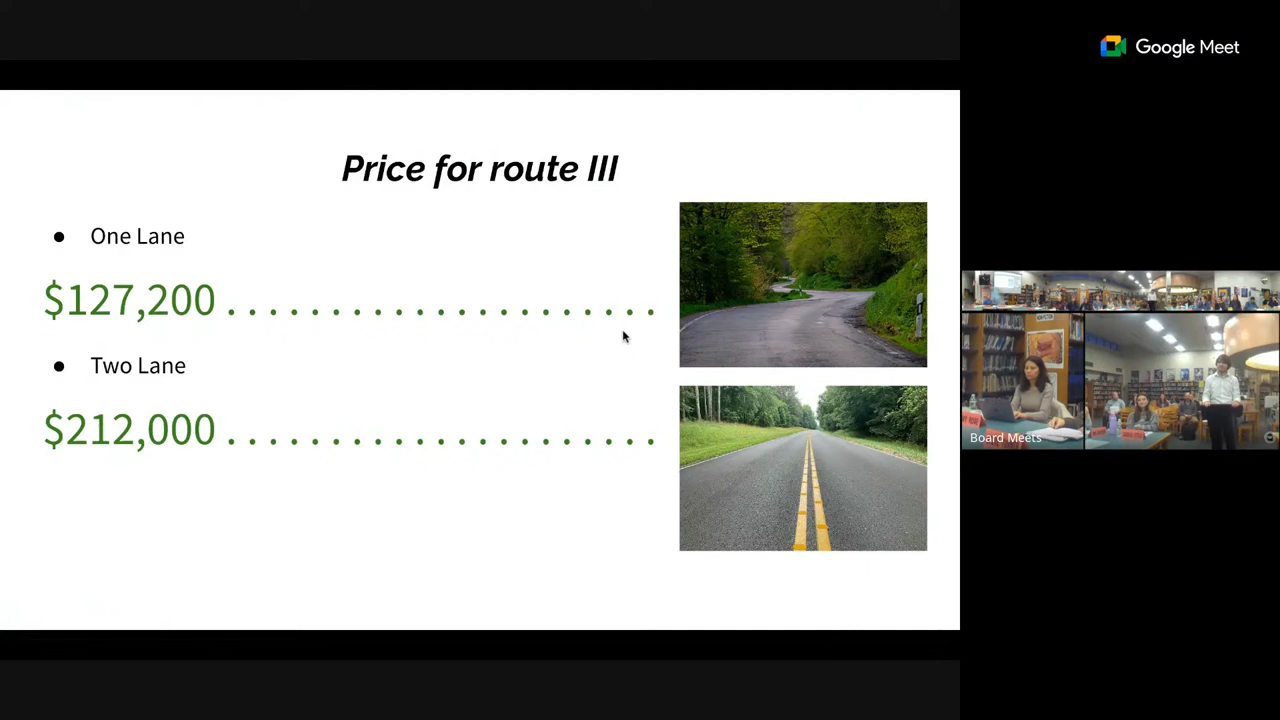 Google Meet
Price for route III
● One Lane
$127,200 . . . . . . . . . . . . . . . . . . . . .
● Two Lane
$212,000 . . . . . . . . . . . . . . . . . . . . .
Board Meets